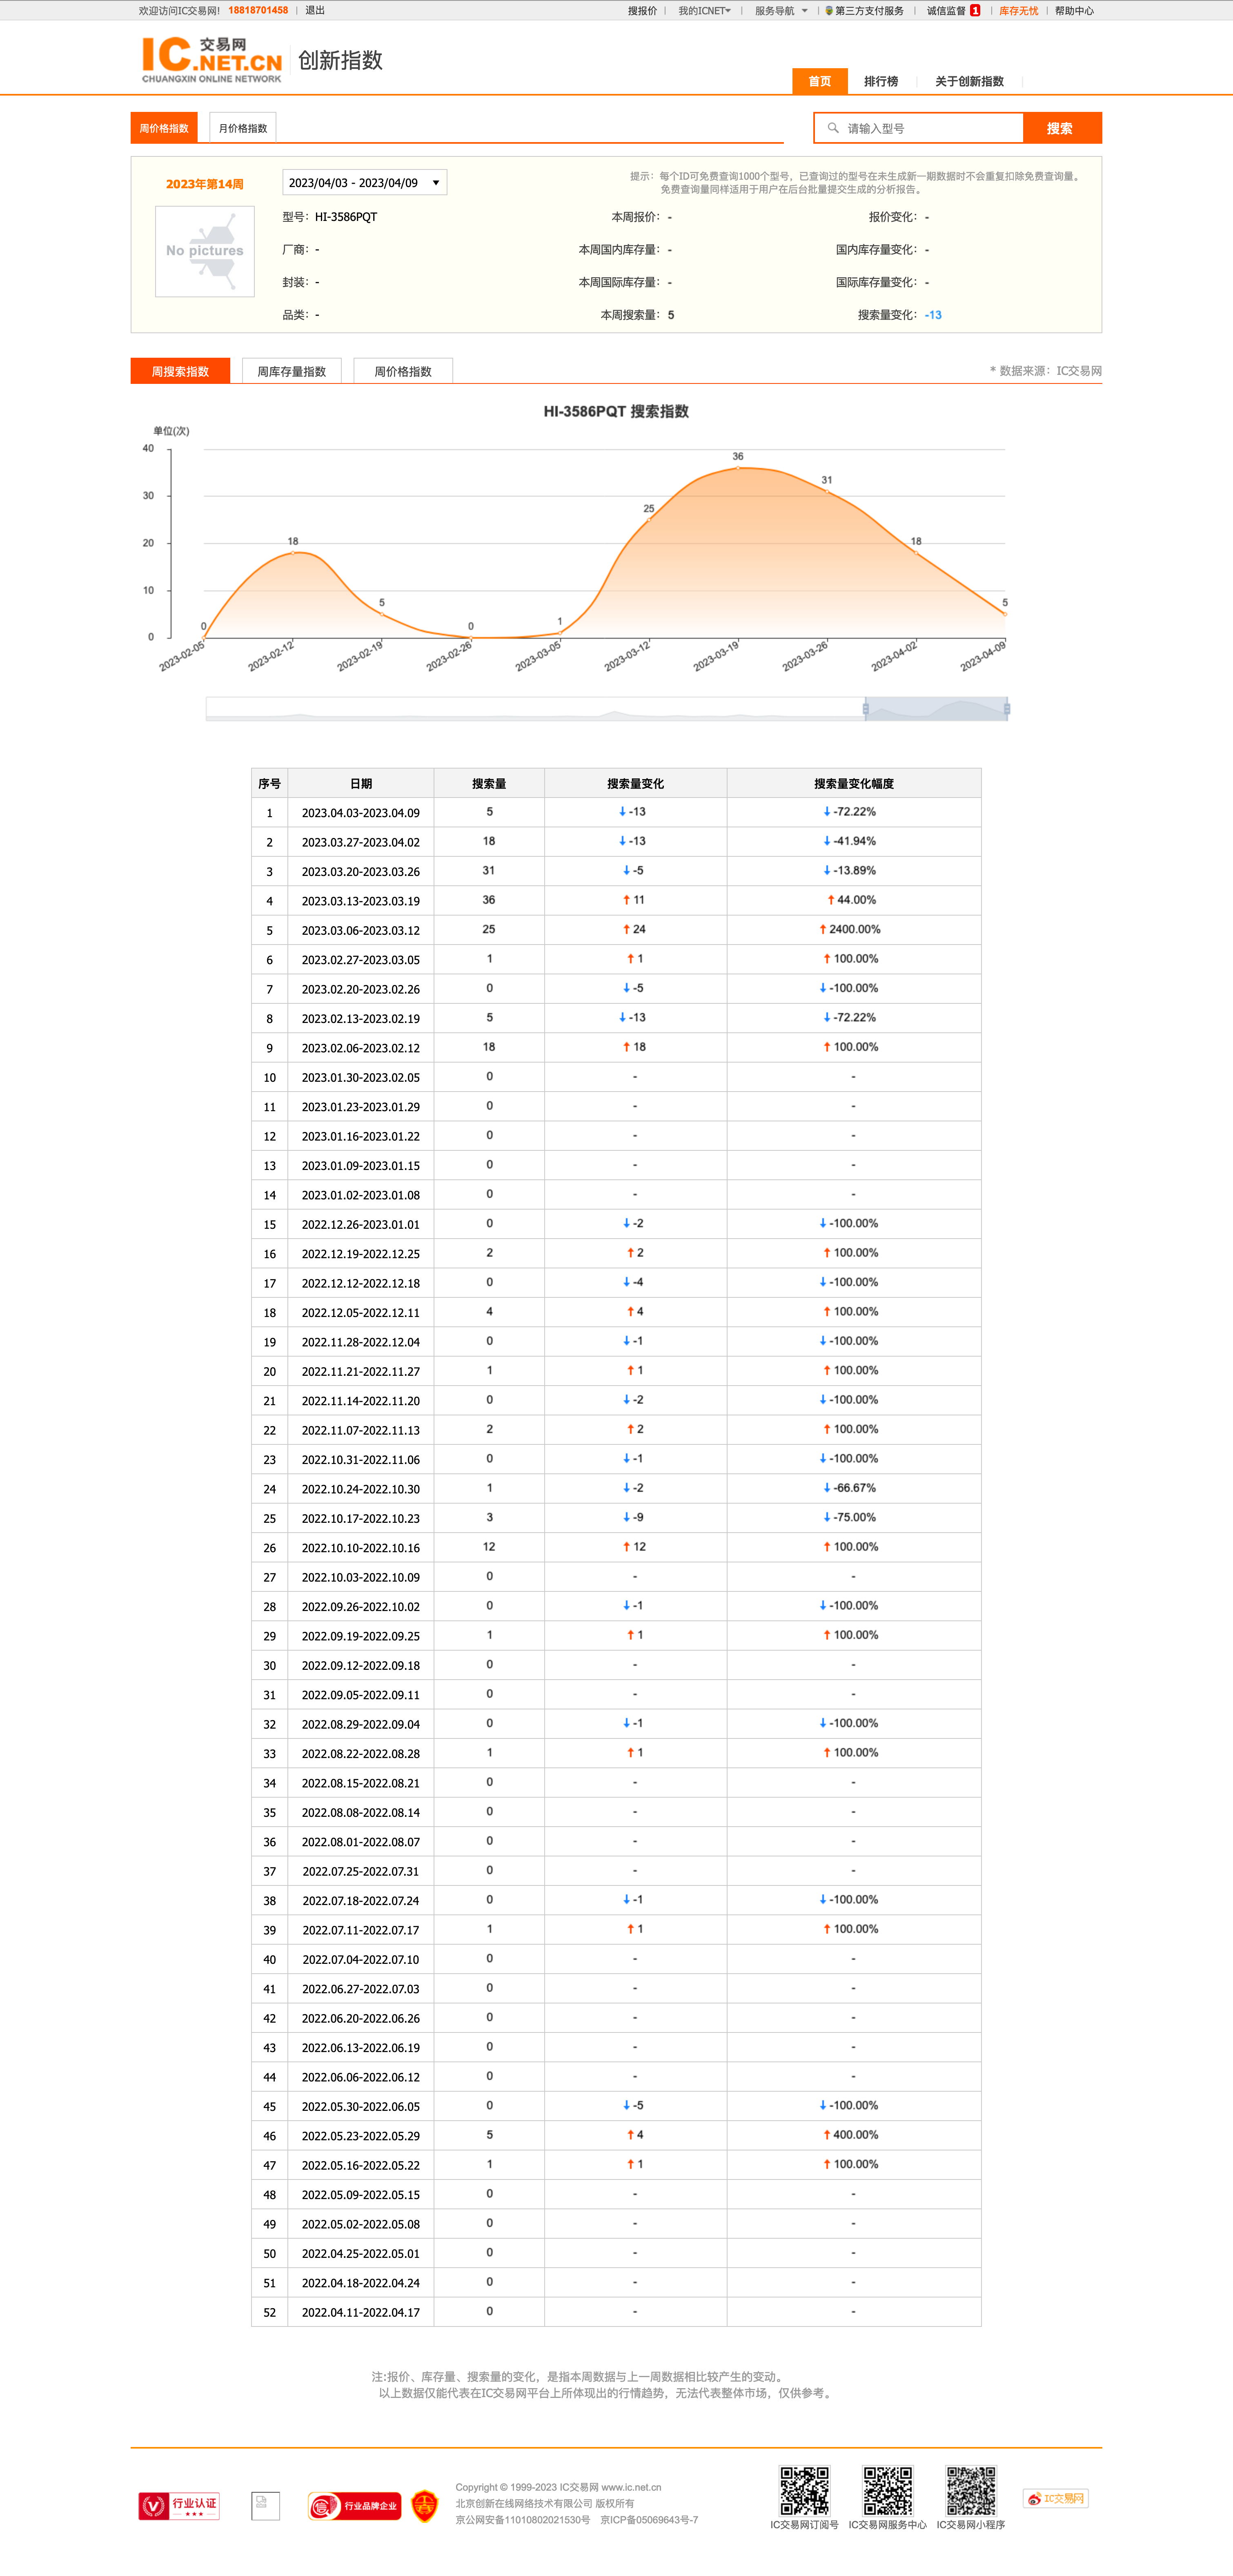 欢迎访问IC交易网! 18818701458 | 退出 搜报价 | 我的ICNET | 服务导航 | 第三方支付服务 | 诚信监督 1 | 库存无忧 | 帮助中心
IC 交易网
.NET.CN
CHUANGXIN ONLINE NETWORK
创新指数
首页 排行榜 关于创新指数
周价格指数 月价格指数 请输入型号 搜索
2023年第14周 2023/04/03 - 2023/04/09
提示：每个ID可免费查询1000个型号，已查询过的型号在未生成新一期数据时不会重复扣除免费查询量。
免费查询量同样适用于用户在后台批量提交生成的分析报告。
No pictures
型号：HI-3586PQT 本周报价：- 报价变化：-
厂商：- 本周国内库存量：- 国内库存量变化：-
封装：- 本周国际库存量：- 国际库存量变化：-
品类：- 本周搜索量：5 搜索量变化：-13
周搜索指数 周库存量指数 周价格指数 * 数据来源：IC交易网
HI-3586PQT 搜索指数
单位(次)
40
30
20
10
0
0 18 5 0 1 25 36 31 18 5
2023-02-05 2023-02-12 2023-02-19 2023-02-26 2023-03-05 2023-03-12 2023-03-19 2023-03-26 2023-04-02 2023-04-09
序号 日期 搜索量 搜索量变化 搜索量变化幅度
1 2023.04.03-2023.04.09 5 ↓-13 ↓-72.22%
2 2023.03.27-2023.04.02 18 ↓-13 ↓-41.94%
3 2023.03.20-2023.03.26 31 ↓-5 ↓-13.89%
4 2023.03.13-2023.03.19 36 ↑11 ↑44.00%
5 2023.03.06-2023.03.12 25 ↑24 ↑2400.00%
6 2023.02.27-2023.03.05 1 ↑1 ↑100.00%
7 2023.02.20-2023.02.26 0 ↓-5 ↓-100.00%
8 2023.02.13-2023.02.19 5 ↓-13 ↓-72.22%
9 2023.02.06-2023.02.12 18 ↑18 ↑100.00%
10 2023.01.30-2023.02.05 0 - -
11 2023.01.23-2023.01.29 0 - -
12 2023.01.16-2023.01.22 0 - -
13 2023.01.09-2023.01.15 0 - -
14 2023.01.02-2023.01.08 0 - -
15 2022.12.26-2023.01.01 0 ↓-2 ↓-100.00%
16 2022.12.19-2022.12.25 2 ↑2 ↑100.00%
17 2022.12.12-2022.12.18 0 ↓-4 ↓-100.00%
18 2022.12.05-2022.12.11 4 ↑4 ↑100.00%
19 2022.11.28-2022.12.04 0 ↓-1 ↓-100.00%
20 2022.11.21-2022.11.27 1 ↑1 ↑100.00%
21 2022.11.14-2022.11.20 0 ↓-2 ↓-100.00%
22 2022.11.07-2022.11.13 2 ↑2 ↑100.00%
23 2022.10.31-2022.11.06 0 ↓-1 ↓-100.00%
24 2022.10.24-2022.10.30 1 ↓-2 ↓-66.67%
25 2022.10.17-2022.10.23 3 ↓-9 ↓-75.00%
26 2022.10.10-2022.10.16 12 ↑12 ↑100.00%
27 2022.10.03-2022.10.09 0 - -
28 2022.09.26-2022.10.02 0 ↓-1 ↓-100.00%
29 2022.09.19-2022.09.25 1 ↑1 ↑100.00%
30 2022.09.12-2022.09.18 0 - -
31 2022.09.05-2022.09.11 0 - -
32 2022.08.29-2022.09.04 0 ↓-1 ↓-100.00%
33 2022.08.22-2022.08.28 1 ↑1 ↑100.00%
34 2022.08.15-2022.08.21 0 - -
35 2022.08.08-2022.08.14 0 - -
36 2022.08.01-2022.08.07 0 - -
37 2022.07.25-2022.07.31 0 - -
38 2022.07.18-2022.07.24 0 ↓-1 ↓-100.00%
39 2022.07.11-2022.07.17 1 ↑1 ↑100.00%
40 2022.07.04-2022.07.10 0 - -
41 2022.06.27-2022.07.03 0 - -
42 2022.06.20-2022.06.26 0 - -
43 2022.06.13-2022.06.19 0 - -
44 2022.06.06-2022.06.12 0 - -
45 2022.05.30-2022.06.05 0 ↓-5 ↓-100.00%
46 2022.05.23-2022.05.29 5 ↑4 ↑400.00%
47 2022.05.16-2022.05.22 1 ↑1 ↑100.00%
48 2022.05.09-2022.05.15 0 - -
49 2022.05.02-2022.05.08 0 - -
50 2022.04.25-2022.05.01 0 - -
51 2022.04.18-2022.04.24 0 - -
52 2022.04.11-2022.04.17 0 - -
注:报价、库存量、搜索量的变化，是指本周数据与上一周数据相比较产生的变动。
以上数据仅能代表在IC交易网平台上所体现出的行情趋势，无法代表整体市场，仅供参考。
行业认证
行业品牌企业
Copyright © 1999-2023 IC交易网 www.ic.net.cn
北京创新在线网络技术有限公司 版权所有
京公网安备11010802021530号 京ICP备05069643号-7
IC交易网订阅号 IC交易网服务中心 IC交易网小程序
IC交易网